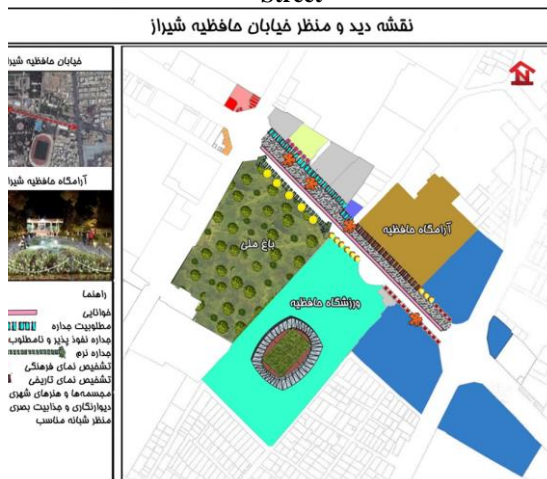 Street
نقشه دید و منظر خیابان حافظیه شیراز
خیابان حافظیه شیراز
آرامگاه حافظیه شیراز
آرامگاه حافظیه
باغ ملی
ورزشگاه حافظیه
راهنما
خوانایی
مطلوبیت جداره
جداره نفوذ پذیر و نامطلوب
جداره نرم
تشخیص نمای فرهنگی
تشخیص نمای تاریخی
مجسمه‌ها و هنرهای شهری
دیوارنگاری و جذابیت بصری
منظر شبانه مناسب